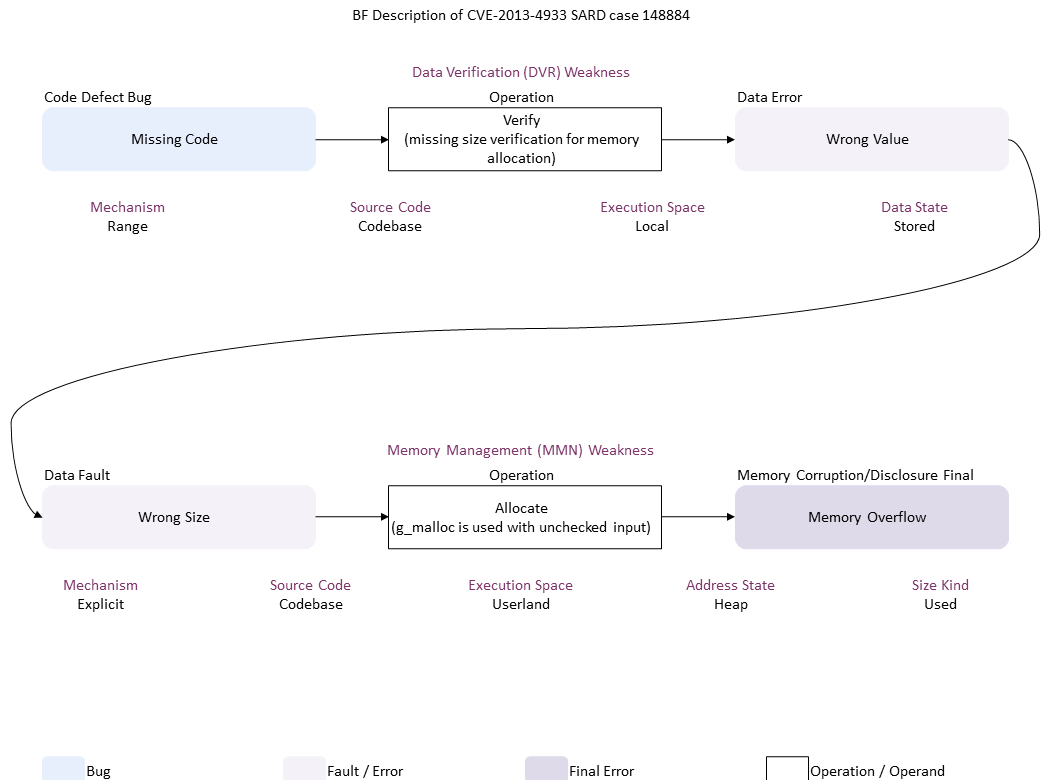 BF Description of CVE-2013-4933 SARD case 148884
Data Verification (DVR) Weakness
Code Defect Bug
Operation
Data Error
Missing Code
Verify
(missing size verification for memory
allocation)
Wrong Value
Mechanism
Source Code
Execution Space
Data State
Range
Codebase
Local
Stored
Memory Management (MMN) Weakness
Data Fault
Operation
Memory Corruption/Disclosure Final
Wrong Size
Allocate
(g_malloc is used with unchecked input)
Memory Overflow
Mechanism
Source Code
Execution Space
Address State
Size Kind
Explicit
Codebase
Userland
Heap
Used
Bug
Fault / Error
Final Error
Operation / Operand